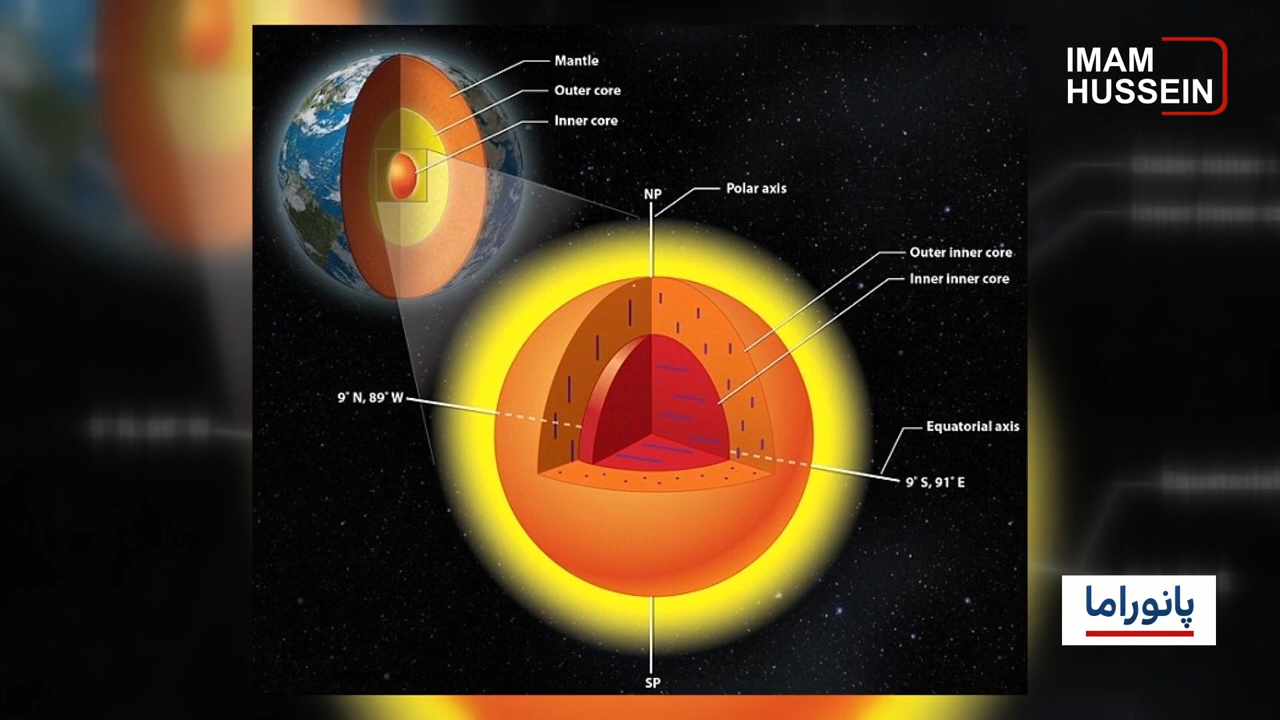 Mantle
Outer core
Inner core
NP
Polar axis
Outer inner core
Inner inner core
9° N, 89° W
Equatorial axis
9° S, 91° E
SP
IMAM
HUSSEIN
پانوراما